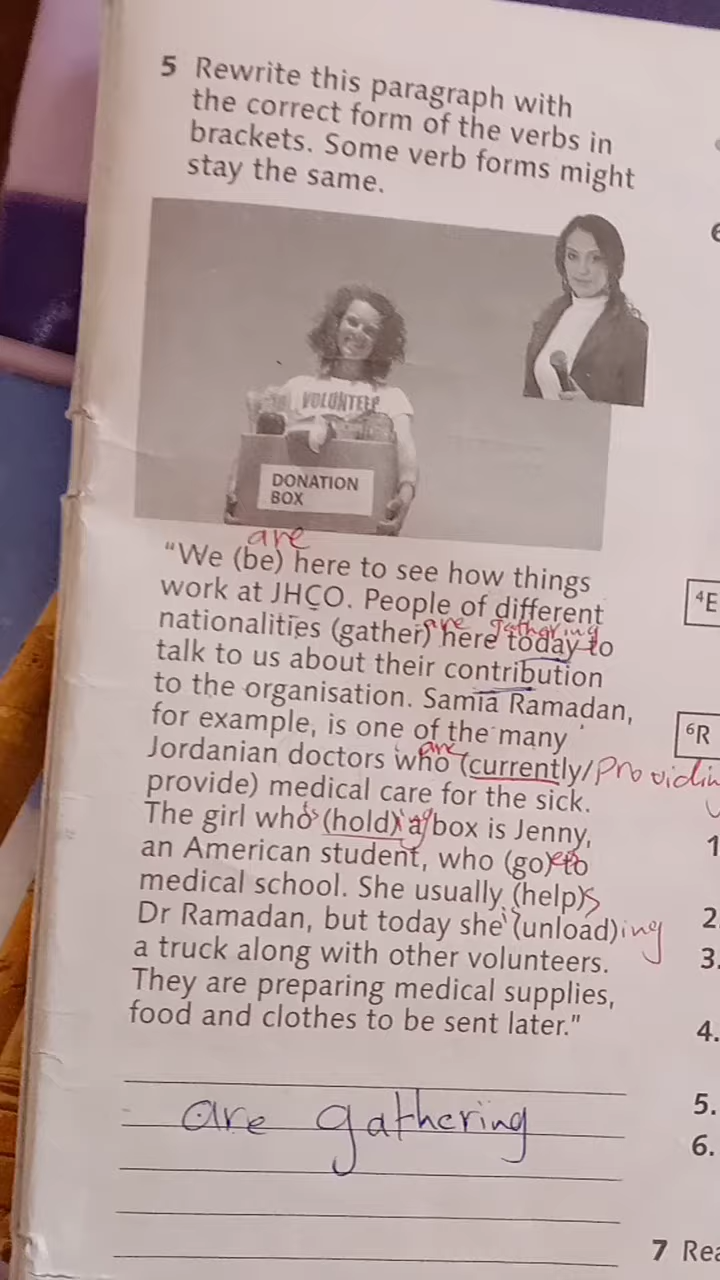 5 Rewrite this paragraph with
the correct form of the verbs in
brackets. Some verb forms might
stay the same.
VOLUNTEER
DONATION
BOX
are
"We (be) here to see how things
work at JHCO. People of different
are gathering
nationalities (gather) here today to
talk to us about their contribution
to the organisation. Samia Ramadan,
for example, is one of the many
are
Jordanian doctors who (currently/ providin
provide) medical care for the sick.
The girl who's (hold)ing a box is Jenny,
an American student, who (go)es to
medical school. She usually (help)s
Dr Ramadan, but today she's (unload)ing
a truck along with other volunteers.
They are preparing medical supplies,
food and clothes to be sent later."
are gathering
6
4E
6R
1
2.
3.
4.
5.
6.
7 Rea